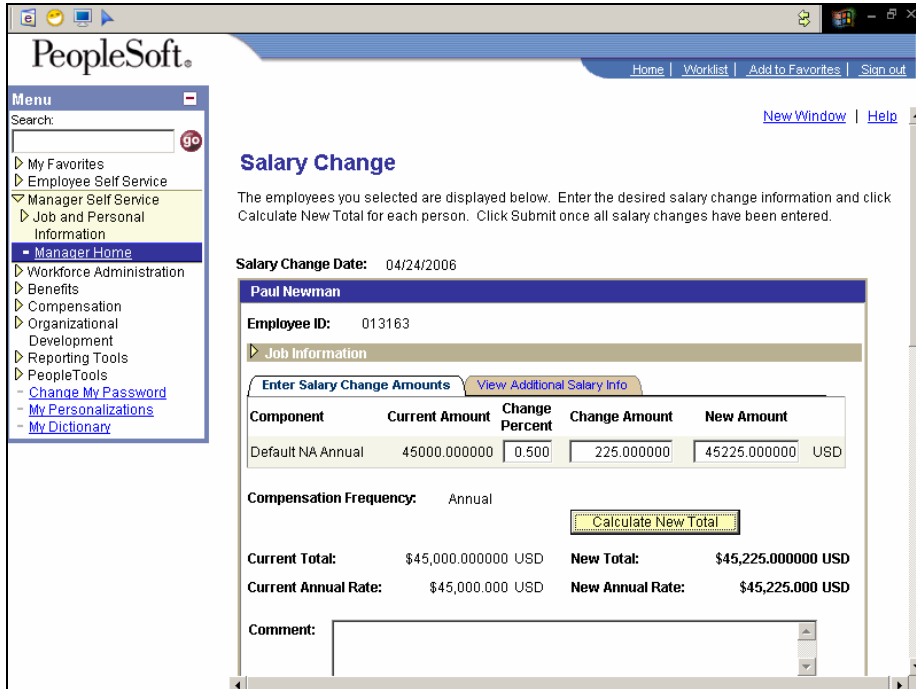 PeopleSoft®
Home | Worklist | Add to Favorites | Sign out
Menu
Search:
go
My Favorites
Employee Self Service
Manager Self Service
Job and Personal
Information
- Manager Home
Workforce Administration
Benefits
Compensation
Organizational
Development
Reporting Tools
PeopleTools
- Change My Password
- My Personalizations
- My Dictionary
New Window | Help
Salary Change
The employees you selected are displayed below. Enter the desired salary change information and click
Calculate New Total for each person. Click Submit once all salary changes have been entered.
Salary Change Date: 04/24/2006
Paul Newman
Employee ID: 013163
Job Information
Enter Salary Change Amounts View Additional Salary Info
Component Current Amount Change Percent Change Amount New Amount
Default NA Annual 45000.000000 0.500 225.000000 45225.000000 USD
Compensation Frequency: Annual
Calculate New Total
Current Total: $45,000.000000 USD New Total: $45,225.000000 USD
Current Annual Rate: $45,000.000 USD New Annual Rate: $45,225.000 USD
Comment: